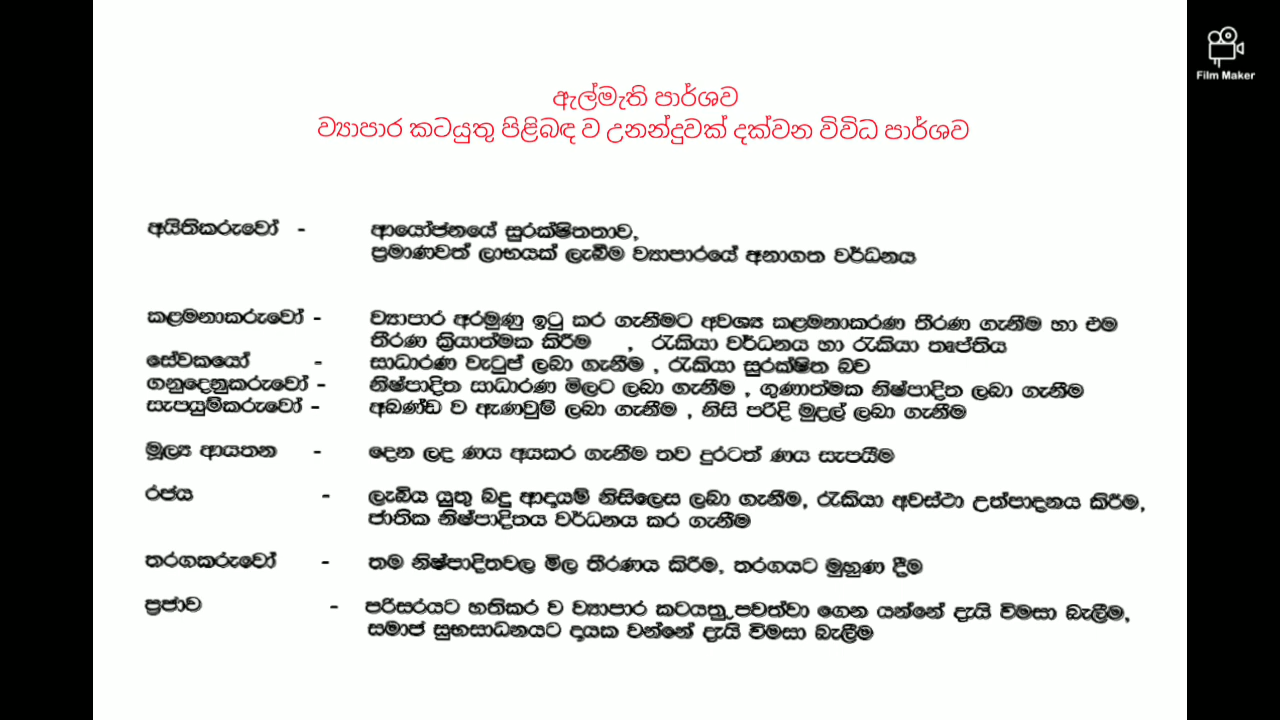 Film Maker
ඇල්මැති පාර්ශව
ව්‍යාපාර කටයුතු පිළිබඳ ව උනන්දුවක් දක්වන විවිධ පාර්ශව
අයිතිකරුවෝ - ආයෝජනයේ සුරක්ෂිතතාව,
ප්‍රමාණවත් ලාභයක් ලැබීම ව්‍යාපාරයේ අනාගත වර්ධනය
කළමනාකරුවෝ - ව්‍යාපාර අරමුණු ඉටු කර ගැනීමට අවශ්‍ය කළමනාකරණ තීරණ ගැනීම හා එම
තීරණ ක්‍රියාත්මක කිරීම , රැකියා වර්ධනය හා රැකියා තෘප්තිය
සේවකයෝ - සාධාරණ වැටුප් ලබා ගැනීම , රැකියා සුරක්ෂිත බව
ගනුදෙනුකරුවෝ - නිෂ්පාදිත සාධාරණ මිලට ලබා ගැනීම , ගුණාත්මක නිෂ්පාදිත ලබා ගැනීම
සැපයුම්කරුවෝ - අඛණ්ඩ ව ඇණවුම් ලබා ගැනීම , නිසි පරිදි මුදල් ලබා ගැනීම
මූල්‍ය ආයතන - දෙන ලද ණය අයකර ගැනීම තව දුරටත් ණය සැපයීම
රජය - ලැබිය යුතු බදු ආදායම් නිසිලෙස ලබා ගැනීම, රැකියා අවස්ථා උත්පාදනය කිරීම,
ජාතික නිෂ්පාදිතය වර්ධනය කර ගැනීම
තරගකරුවෝ - තම නිෂ්පාදිතවල මිල තීරණය කිරීම, තරගයට මුහුණ දීම
ප්‍රජාව - පරිසරයට හතිකර ව ව්‍යාපාර කටයතු පවත්වා ගෙන යන්නේ දැයි විමසා බැලීම,
සමාජ සුභසාධනයට දායක වන්නේ දැයි විමසා බැලීම